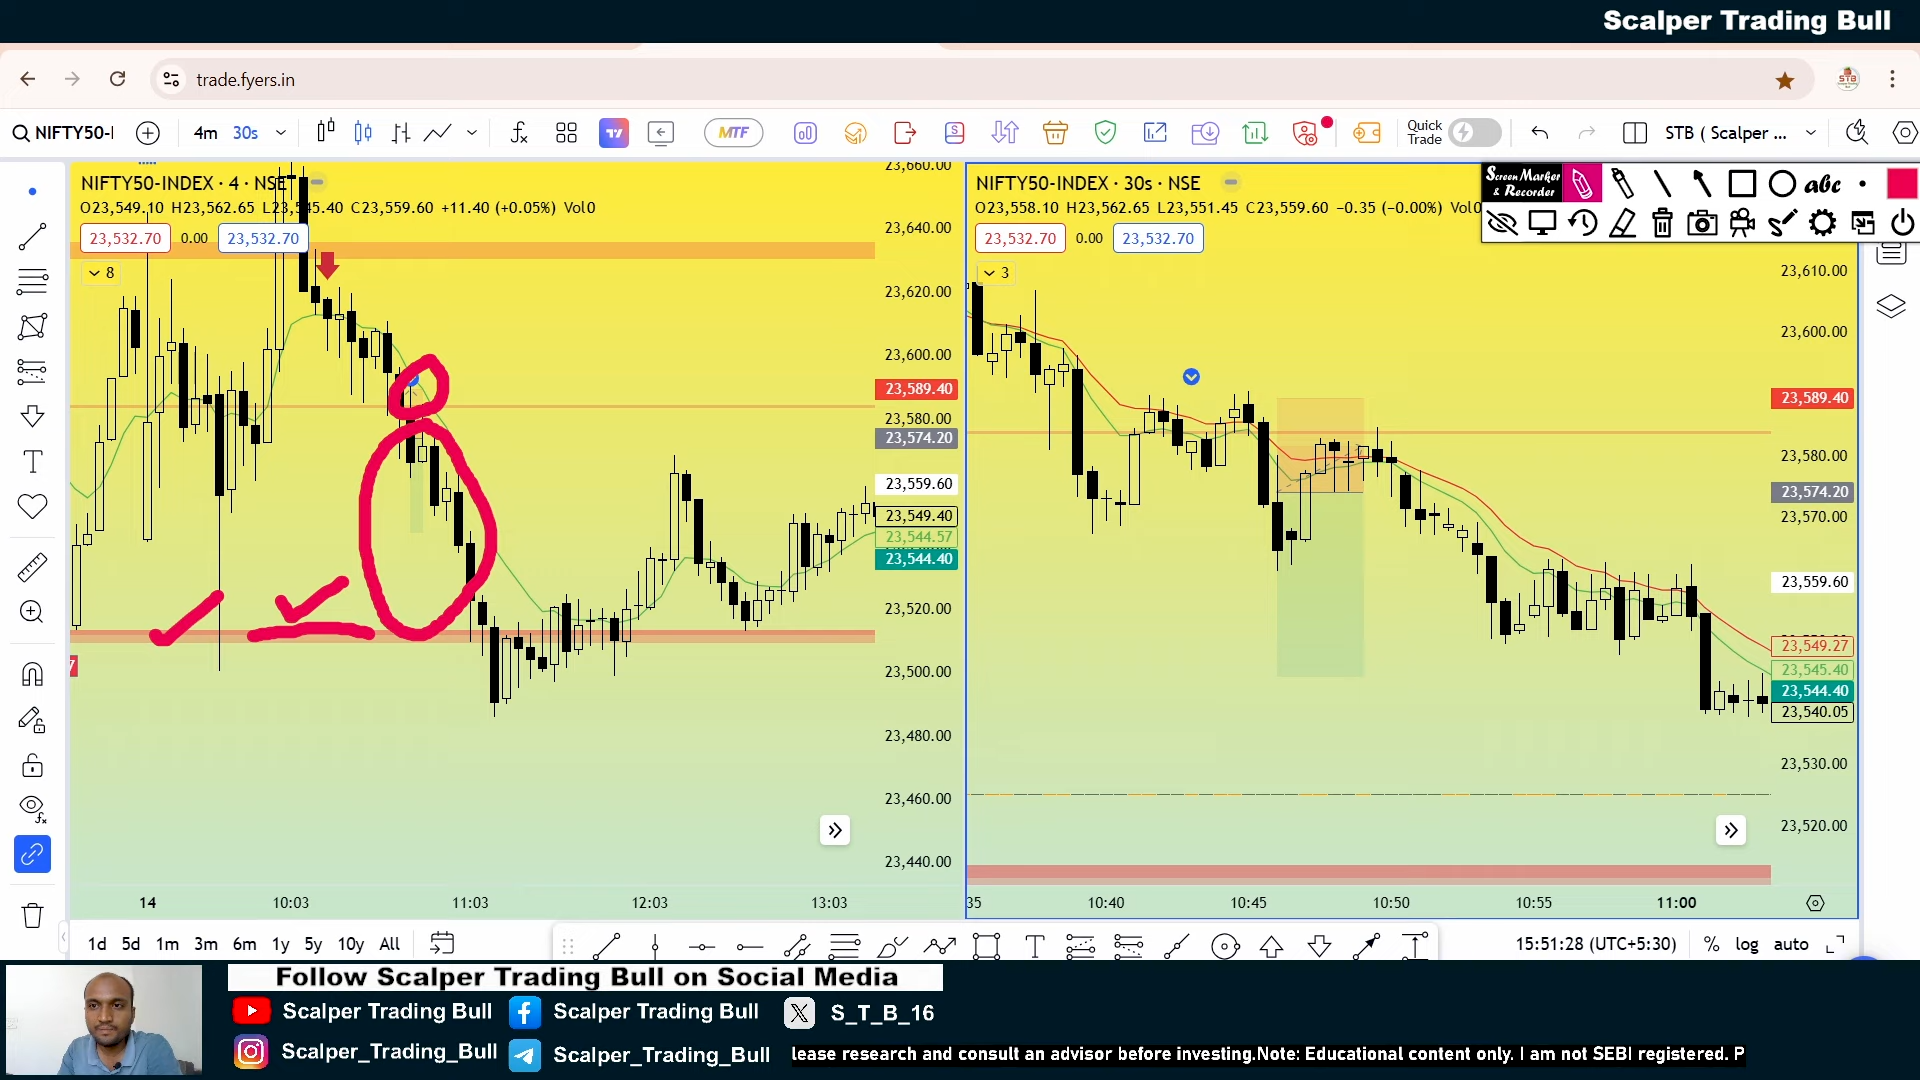 Scalper Trading Bull
trade.fyers.in
NIFTY50-I
4m 30s
MTF
Quick Trade
STB ( Scalper ...
Screen Marker & Recorder
abc
NIFTY50-INDEX · 4 · NSE
O23,549.10 H23,562.65 L23,545.40 C23,559.60 +11.40 (+0.05%) Vol0
23,532.70 0.00 23,532.70
8
23,660.00
23,640.00
23,620.00
23,600.00
23,589.40
23,580.00
23,574.20
23,559.60
23,549.40
23,544.57
23,544.40
23,520.00
23,500.00
23,480.00
23,460.00
23,440.00
14 10:03 11:03 12:03 13:03
NIFTY50-INDEX · 30s · NSE
O23,558.10 H23,562.65 L23,551.45 C23,559.60 −0.35 (−0.00%) Vol0
23,532.70 0.00 23,532.70
3
23,610.00
23,600.00
23,589.40
23,580.00
23,574.20
23,570.00
23,559.60
23,549.27
23,545.40
23,544.40
23,540.05
23,530.00
23,520.00
35 10:40 10:45 10:50 10:55 11:00
1d 5d 1m 3m 6m 1y 5y 10y All
15:51:28 (UTC+5:30) % log auto
Follow Scalper Trading Bull on Social Media
Scalper Trading Bull Scalper Trading Bull S_T_B_16
Scalper_Trading_Bull Scalper_Trading_Bull
lease research and consult an advisor before investing.Note: Educational content only. I am not SEBI registered. P